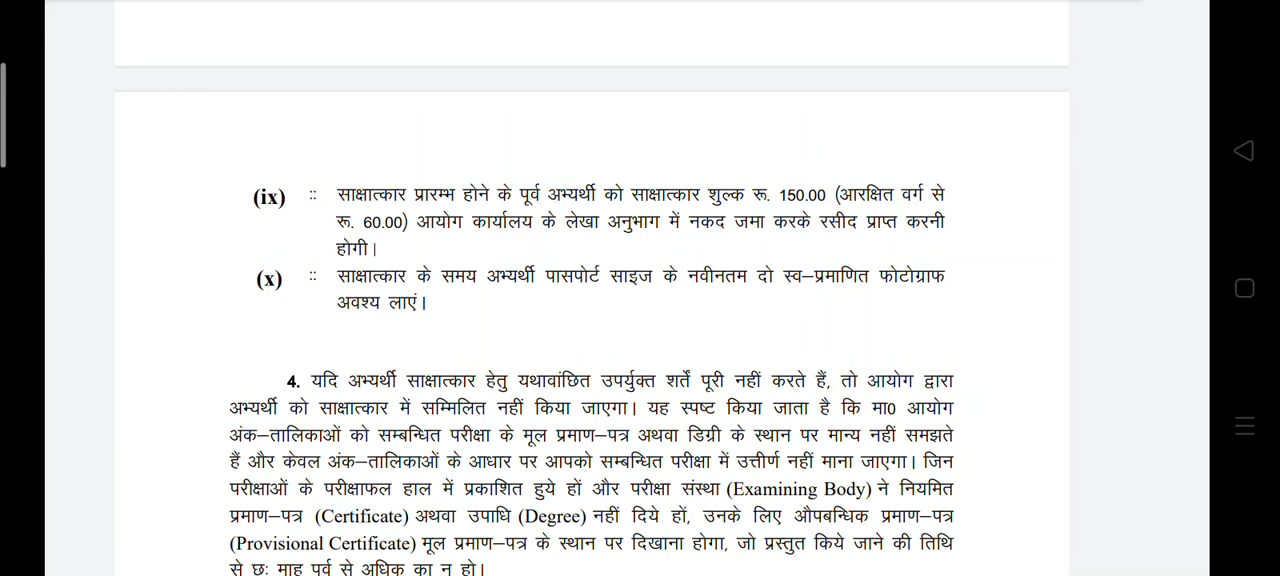 (ix) :: साक्षात्कार प्रारम्भ होने के पूर्व अभ्यर्थी को साक्षात्कार शुल्क रू. 150.00 (आरक्षित वर्ग से
रू. 60.00) आयोग कार्यालय के लेखा अनुभाग में नकद जमा करके रसीद प्राप्त करनी
होगी।
(x) :: साक्षात्कार के समय अभ्यर्थी पासपोर्ट साइज के नवीनतम दो स्व–प्रमाणित फोटोग्राफ
अवश्य लाएं।
4. यदि अभ्यर्थी साक्षात्कार हेतु यथावांछित उपर्युक्त शर्तें पूरी नहीं करते हैं, तो आयोग द्वारा
अभ्यर्थी को साक्षात्कार में सम्मिलित नहीं किया जाएगा। यह स्पष्ट किया जाता है कि मा0 आयोग
अंक–तालिकाओं को सम्बन्धित परीक्षा के मूल प्रमाण–पत्र अथवा डिग्री के स्थान पर मान्य नहीं समझते
हैं और केवल अंक–तालिकाओं के आधार पर आपको सम्बन्धित परीक्षा में उत्तीर्ण नहीं माना जाएगा। जिन
परीक्षाओं के परीक्षाफल हाल में प्रकाशित हुये हों और परीक्षा संस्था (Examining Body) ने नियमित
प्रमाण–पत्र (Certificate) अथवा उपाधि (Degree) नहीं दिये हों, उनके लिए औपबन्धिक प्रमाण–पत्र
(Provisional Certificate) मूल प्रमाण–पत्र के स्थान पर दिखाना होगा, जो प्रस्तुत किये जाने की तिथि
से छः माह पूर्व से अधिक का न हो।